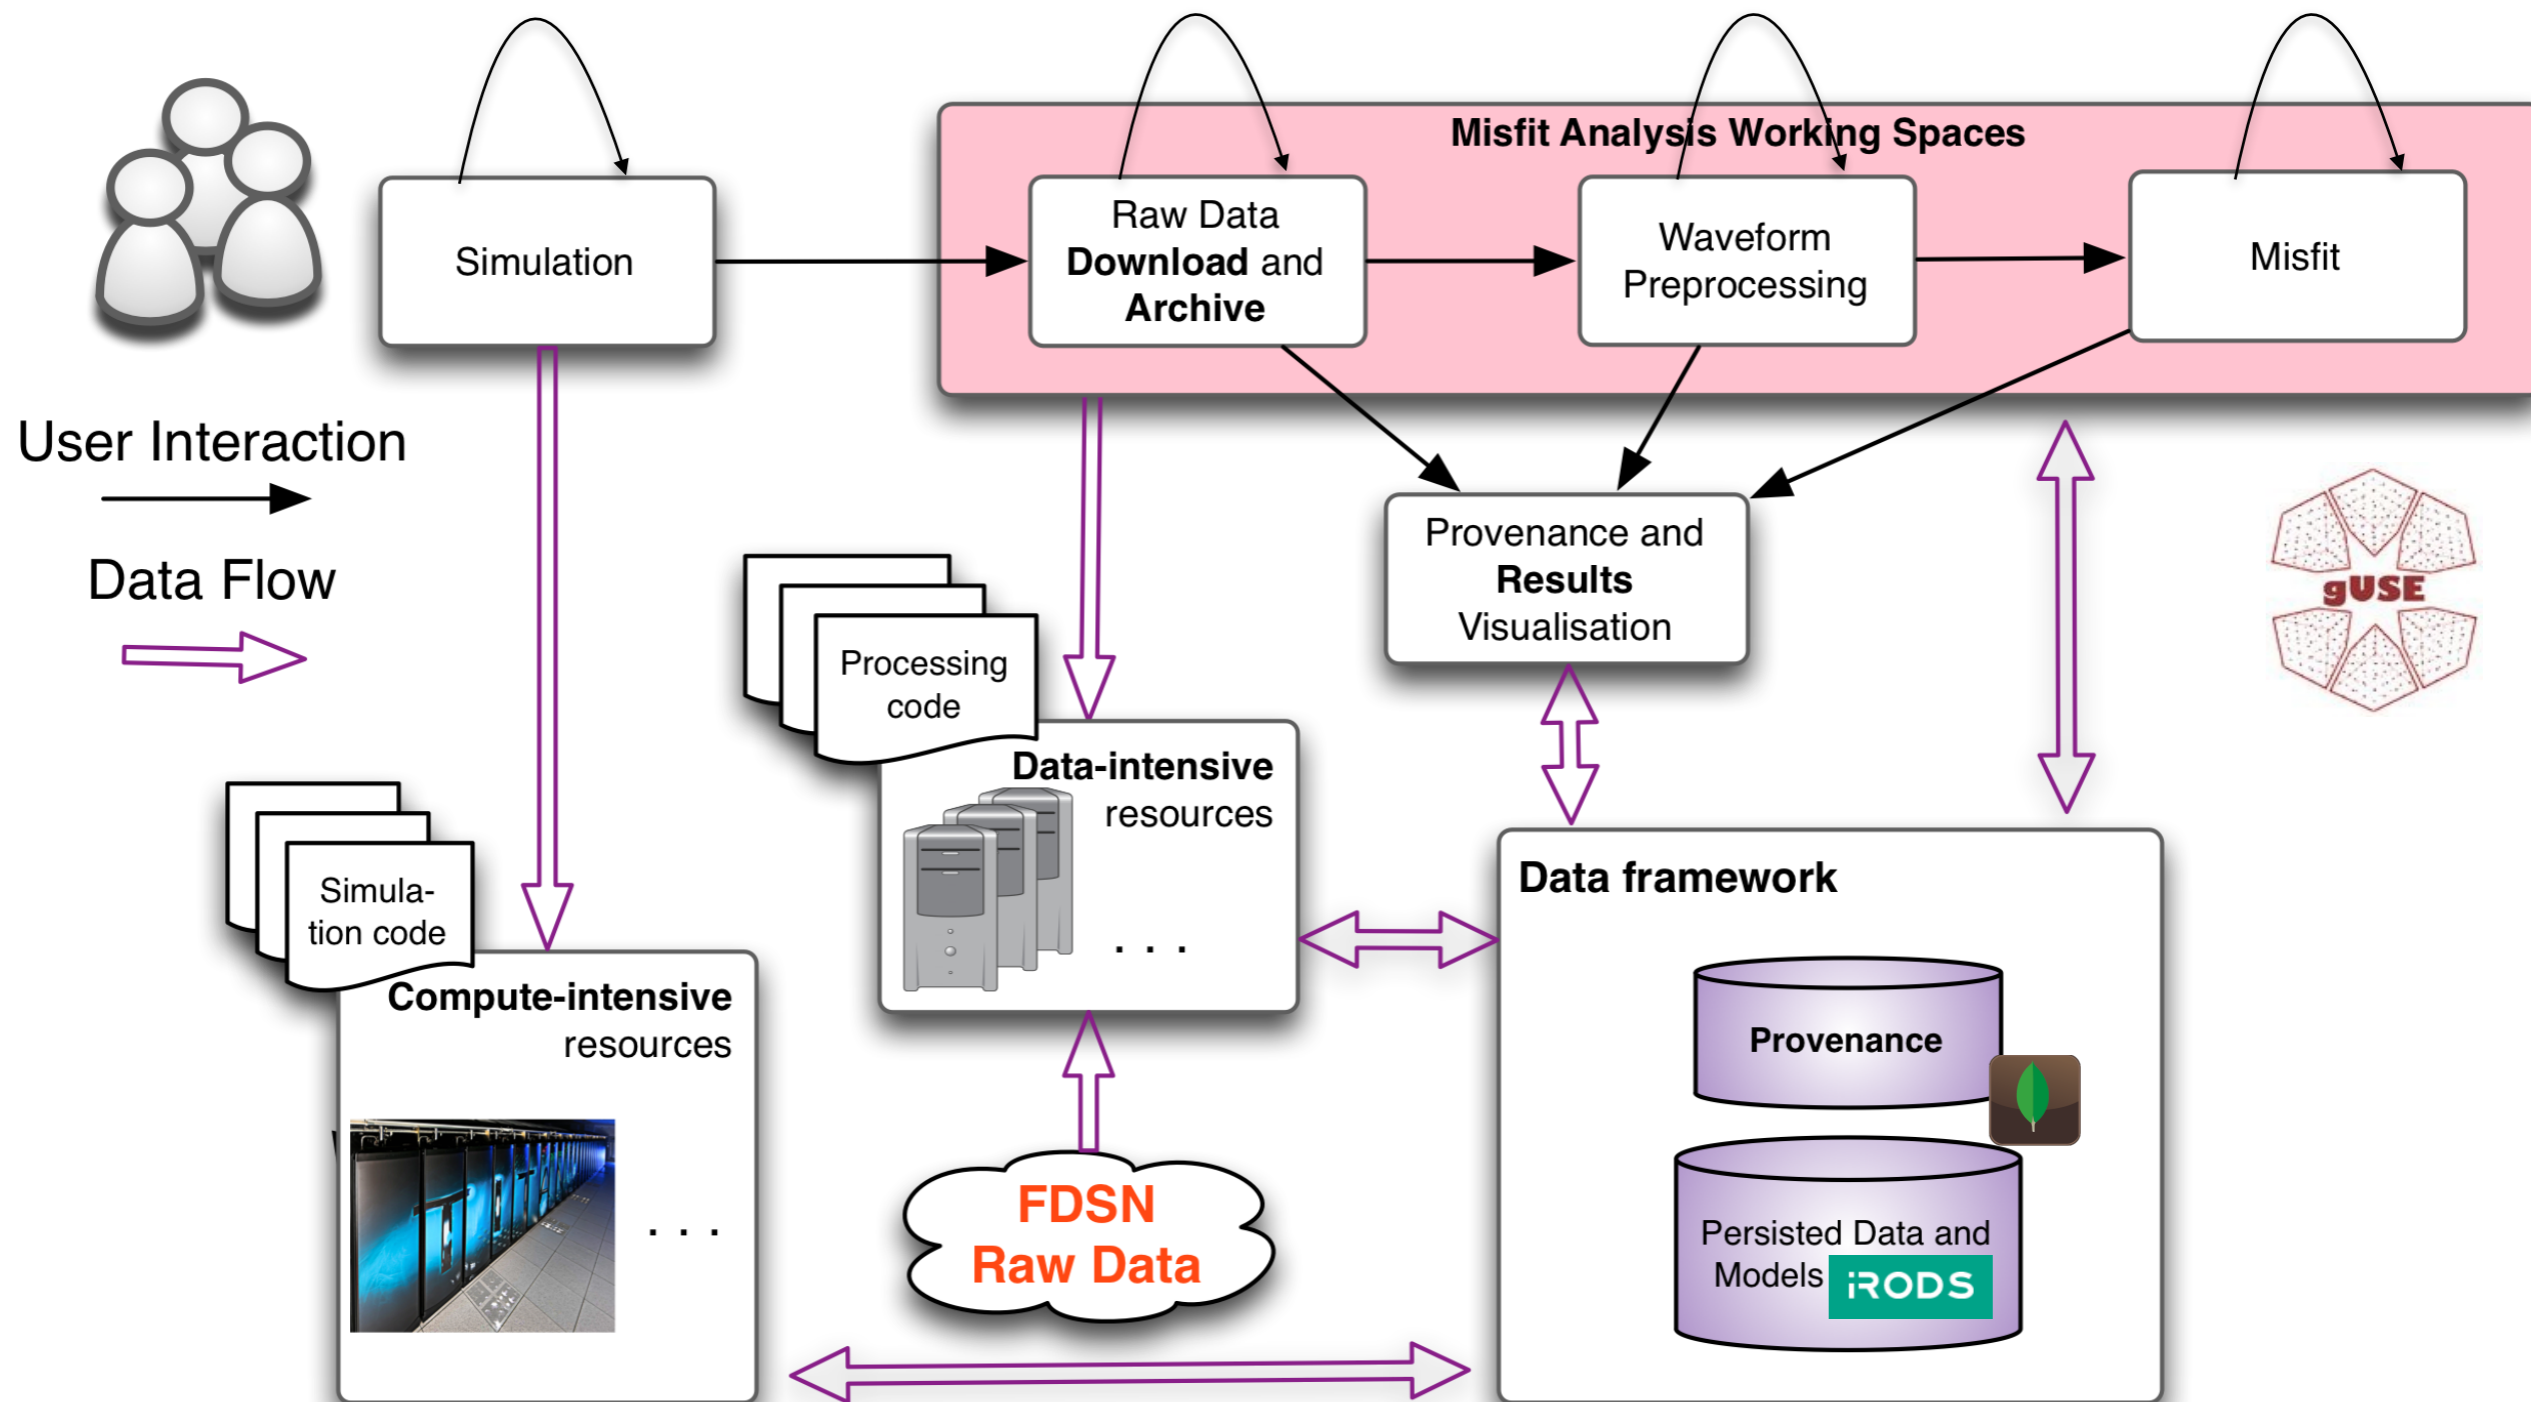 Misfit Analysis Working Spaces
Simulation
Raw Data
Download and
Archive
Waveform
Preprocessing
Misfit
User Interaction
Data Flow
Provenance and
Results
Visualisation
gUSE
Processing
code
Data-intensive
resources
Simula-
tion code
Compute-intensive
resources
TITAN
. . .
. . .
FDSN
Raw Data
Data framework
Provenance
Persisted Data and
Models
iRODS